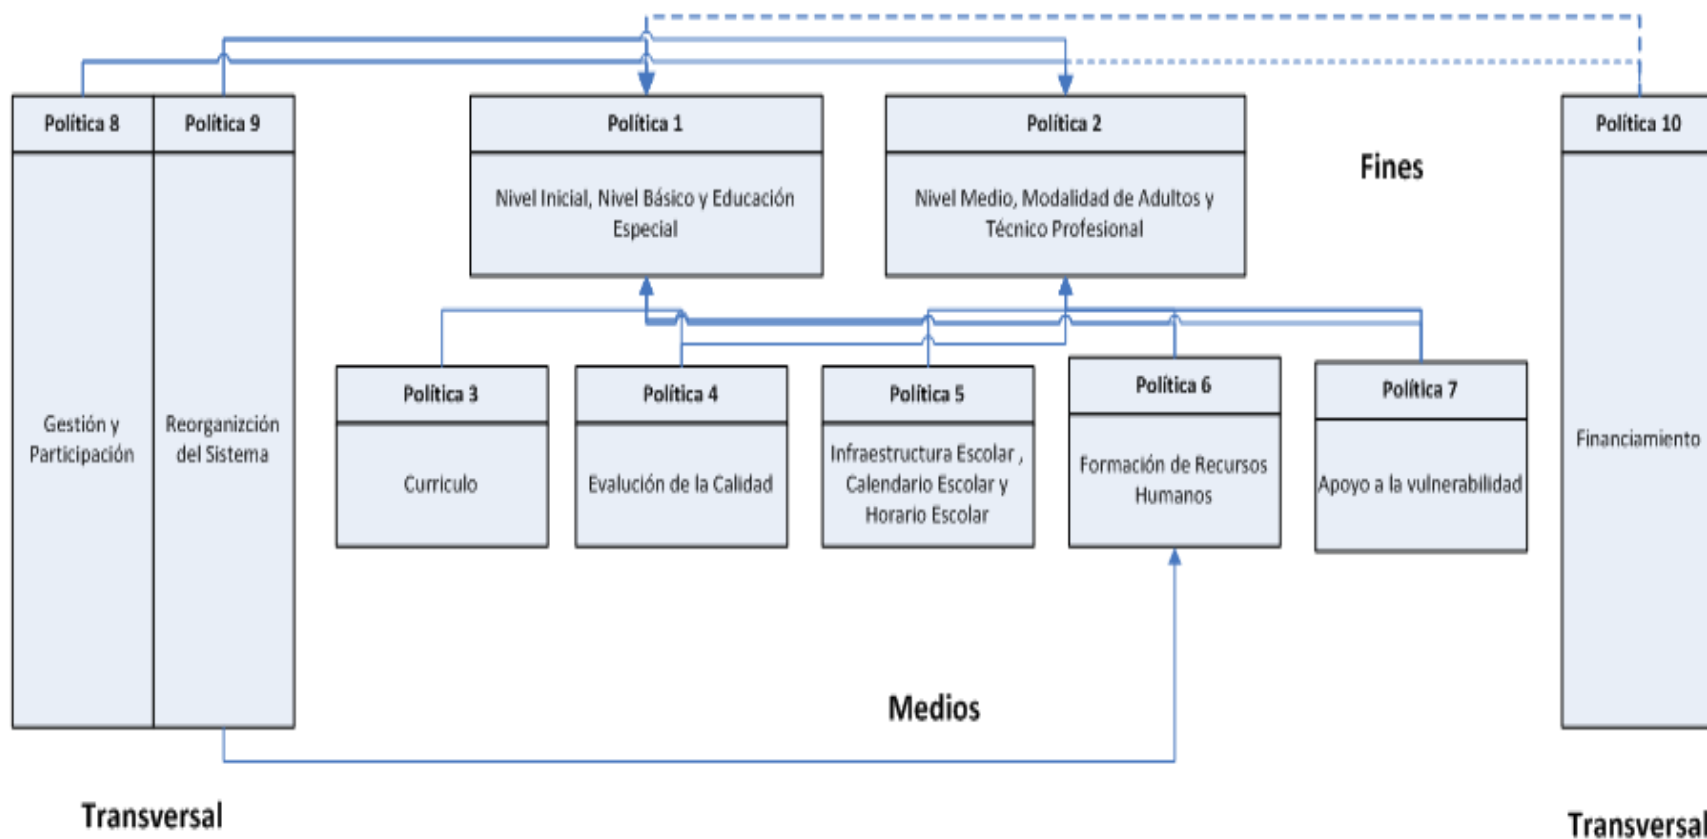 Política 8
Política 9
Política 1
Política 2
Política 10
Fines
Nivel Inicial, Nivel Básico y Educación
Especial
Nivel Medio, Modalidad de Adultos y
Técnico Profesional
Gestión y
Participación
Reorganizción
del Sistema
Política 3
Política 4
Política 5
Política 6
Política 7
Financiamiento
Curriculo
Evalución de la Calidad
Infraestructura Escolar ,
Calendario Escolar y
Horario Escolar
Formación de Recursos
Humanos
Apoyo a la vulnerabilidad
Medios
Transversal
Transversal